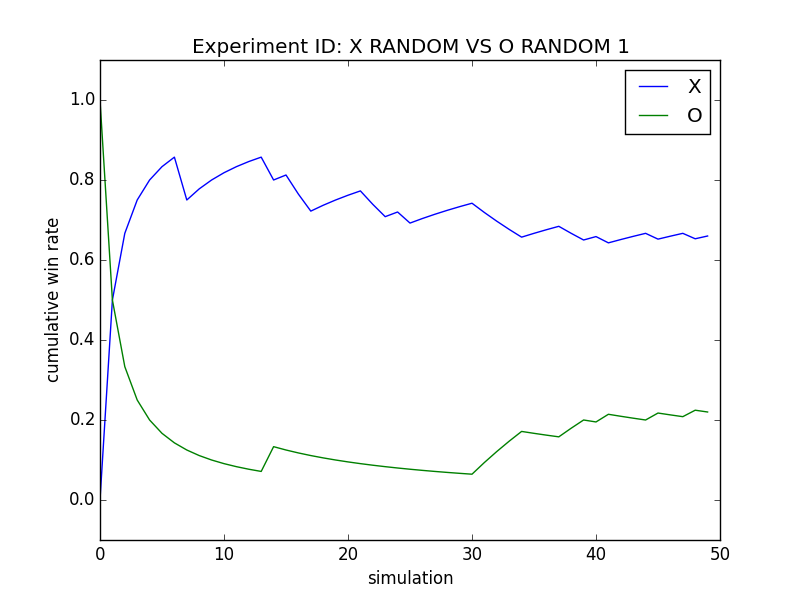 Experiment ID: X RANDOM VS O RANDOM 1
X
O
1.0
0.8
0.6
0.4
0.2
0.0
cumulative win rate
0 10 20 30 40 50
simulation